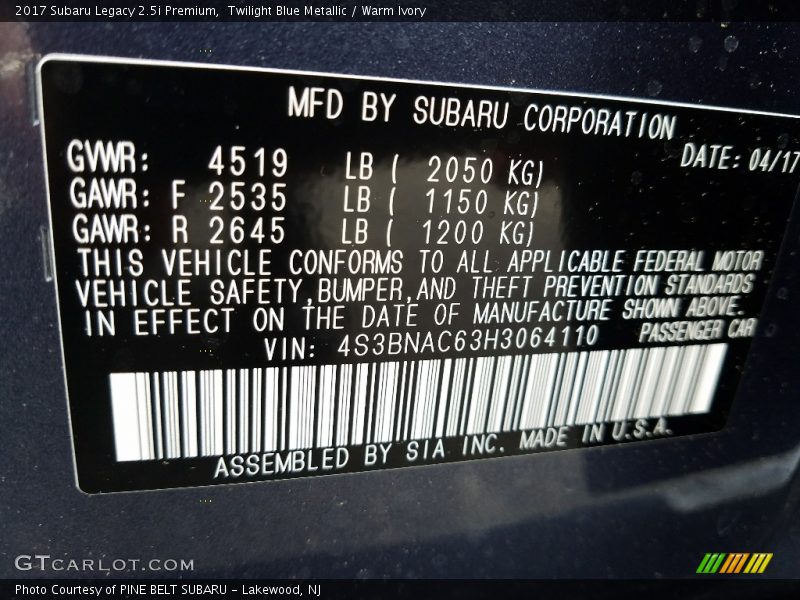 2017 Subaru Legacy 2.5i Premium,  Twilight Blue Metallic / Warm Ivory
MFD BY SUBARU CORPORATION
DATE: 04/17
GVWR: 4519 LB ( 2050 KG)
GAWR: F 2535 LB ( 1150 KG)
GAWR: R 2645 LB ( 1200 KG)
THIS VEHICLE CONFORMS TO ALL APPLICABLE FEDERAL MOTOR
VEHICLE SAFETY,BUMPER,AND THEFT PREVENTION STANDARDS
IN EFFECT ON THE DATE OF MANUFACTURE SHOWN ABOVE.
VIN: 4S3BNAC63H3064110 PASSENGER CAR
ASSEMBLED BY SIA INC. MADE IN U.S.A.
GTCARLOT.COM
Photo Courtesy of PINE BELT SUBARU - Lakewood, NJ